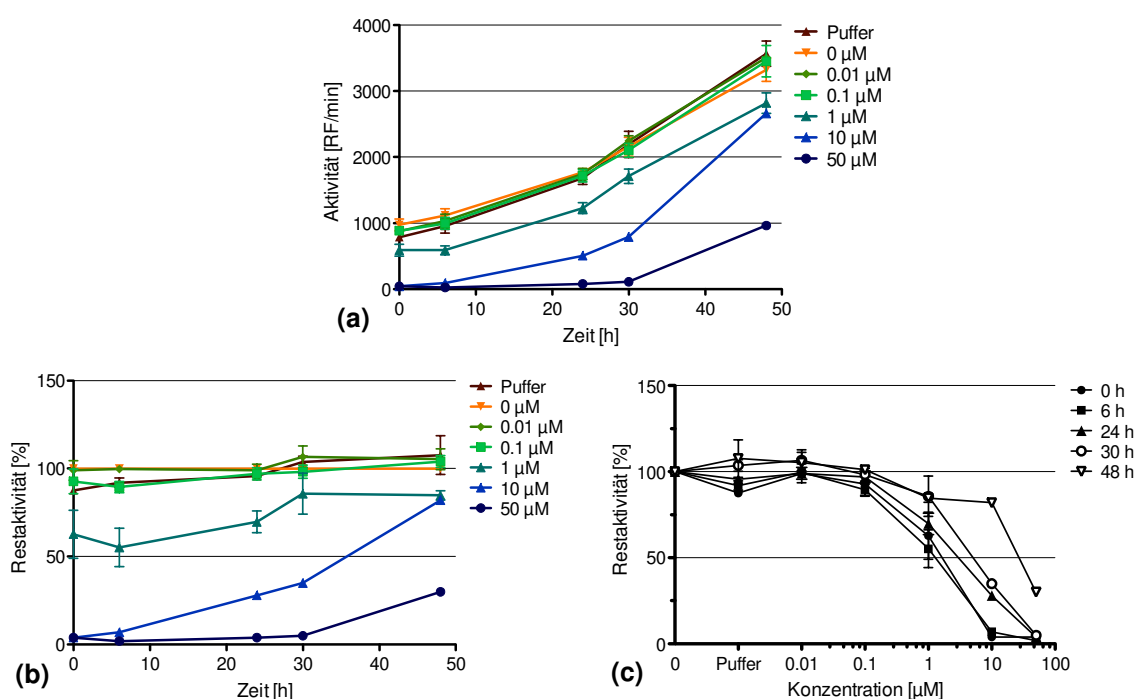 4000
3000
2000
1000
0
Aktivität [RF/min]
0 10 20 30 40 50
Zeit [h]
Puffer
0 µM
0.01 µM
0.1 µM
1 µM
10 µM
50 µM
(a)
150
100
50
0
Restaktivität [%]
0 10 20 30 40 50
Zeit [h]
Puffer
0 µM
0.01 µM
0.1 µM
1 µM
10 µM
50 µM
(b)
150
100
50
0
Restaktivität [%]
0 Puffer 0.01 0.1 1 10 100
Konzentration [µM]
0 h
6 h
24 h
30 h
48 h
(c)